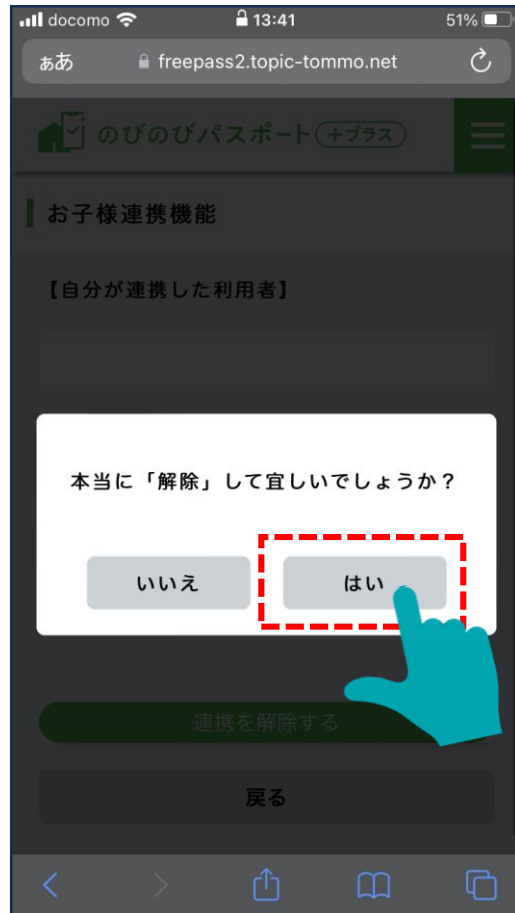 docomo 13:41 51%
ああ freepass2.topic-tommo.net
のびのびパスポート +プラス
お子様連携機能
【自分が連携した利用者】
本当に「解除」して宜しいでしょうか？
いいえ はい
連携を解除する
戻る